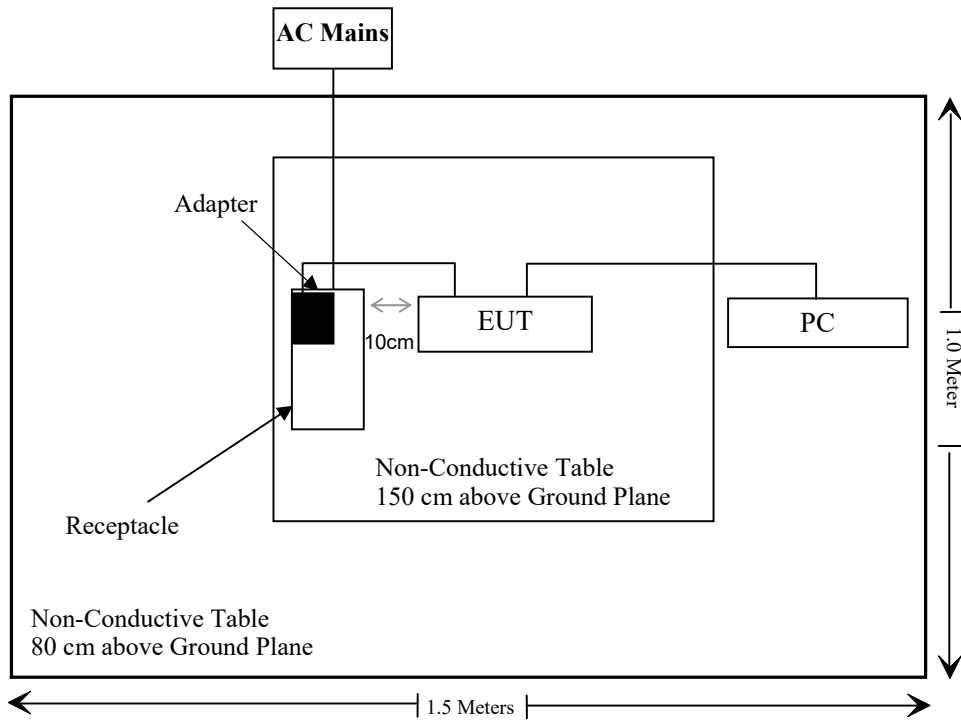 AC Mains
Adapter
EUT
PC
10cm
1.0 Meter
Non-Conductive Table
150 cm above Ground Plane
Receptacle
Non-Conductive Table
80 cm above Ground Plane
1.5 Meters